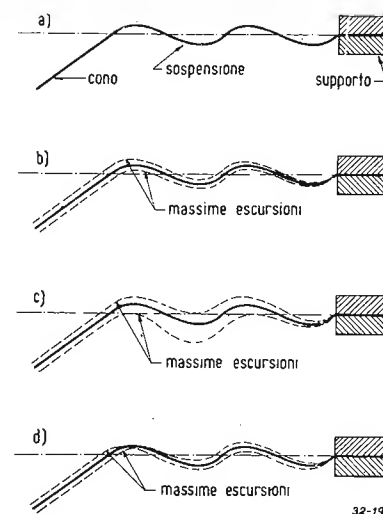 a)
cono
sospensione
supporto
b)
massime escursioni
c)
massime escursioni
d)
massime escursioni
32-19